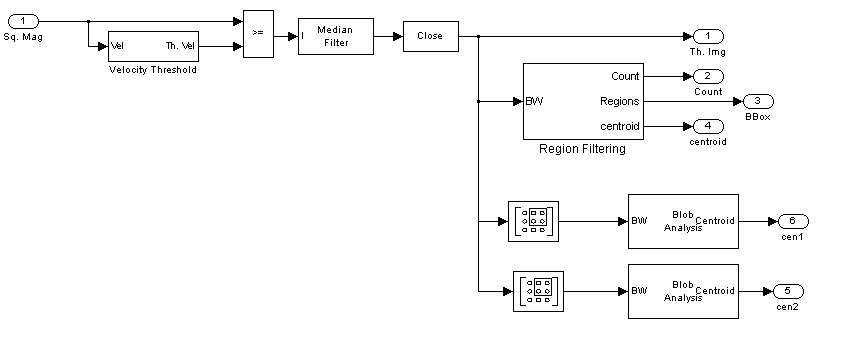 1
Sq. Mag
Vel
Th. Vel
Velocity Threshold
>=
I
Median
Filter
Close
1
Th. Img
BW
Count
Regions
centroid
Region Filtering
2
Count
3
BBox
4
centroid
BW
Blob
Analysis
Centroid
6
cen1
BW
Blob
Analysis
Centroid
5
cen2